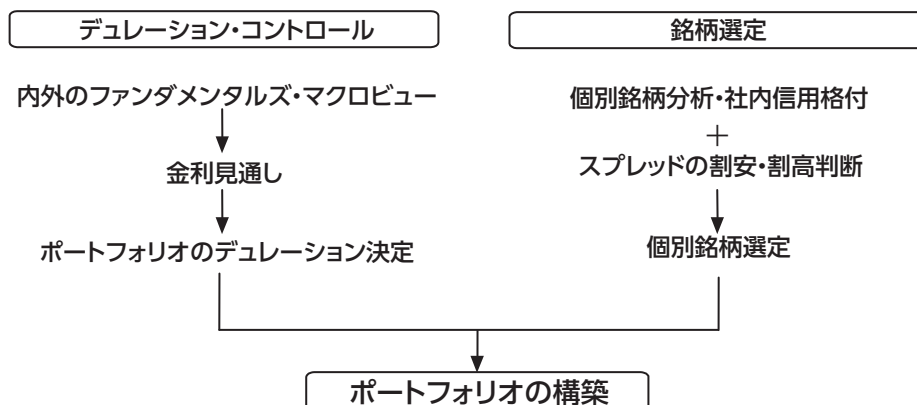 デュレーション・コントロール
内外のファンダメンタルズ・マクロビュー
金利見通し
ポートフォリオのデュレーション決定
銘柄選定
個別銘柄分析・社内信用格付
+
スプレッドの割安・割高判断
個別銘柄選定
ポートフォリオの構築